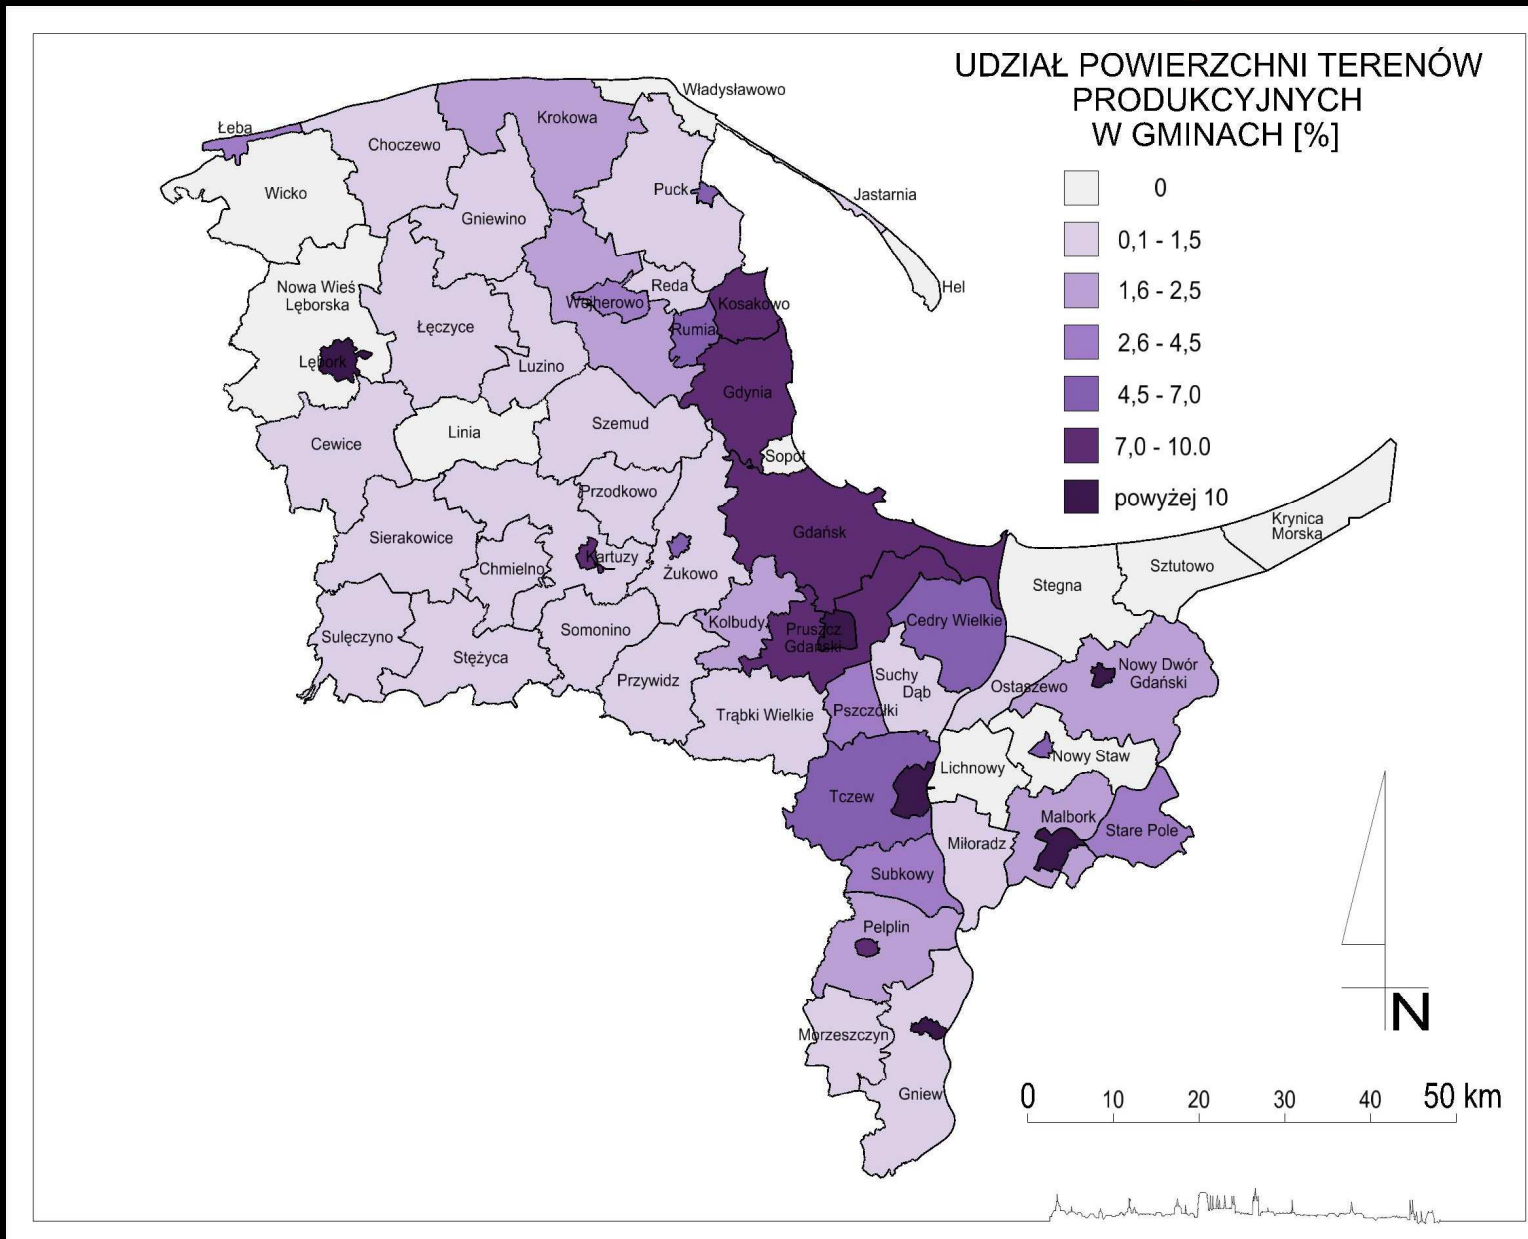 UDZIAŁ POWIERZCHNI TERENÓW
PRODUKCYJNYCH
W GMINACH [%]
0
0,1 - 1,5
1,6 - 2,5
2,6 - 4,5
4,5 - 7,0
7,0 - 10.0
powyżej 10
Władysławowo
Krokowa
Łeba
Choczewo
Wicko
Puck
Jastarnia
Gniewino
Hel
Nowa Wieś
Lęborska
Reda
Wejherowo
Kosakowo
Rumia
Łęczyce
Lębork
Luzino
Gdynia
Szemud
Linia
Cewice
Sopot
Przodkowo
Gdańsk
Krynica
Morska
Sierakowice
Kartuzy
Chmielno
Żukowo
Sztutowo
Stegna
Kolbudy
Cedry Wielkie
Pruszcz
Gdański
Somonino
Sulęczyno
Stężyca
Nowy Dwór
Gdański
Suchy
Dąb
Ostaszewo
Przywidz
Pszczółki
Trąbki Wielkie
Nowy Staw
Lichnowy
Tczew
Malbork
Stare Pole
Miłoradz
Subkowy
Pelplin
Morzeszczyn
Gniew
N
0 10 20 30 40 50 km